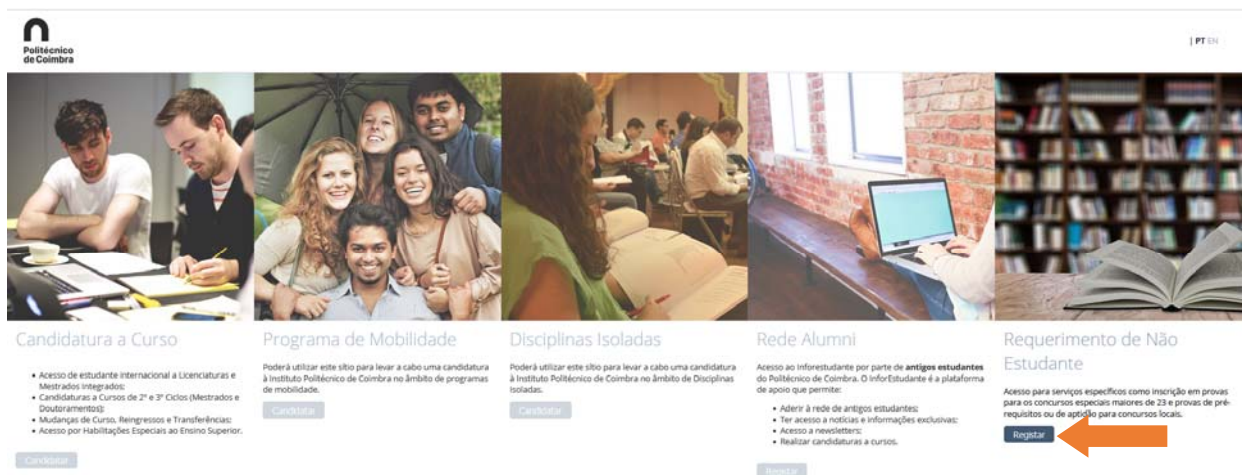 Politécnico
de Coimbra
| PT EN
Candidatura a Curso
• Acesso de estudante internacional a Licenciaturas e
Mestrados Integrados;
• Candidaturas a Cursos de 2º e 3º Ciclos (Mestrados e
Doutoramentos);
• Mudanças de Curso, Reingressos e Transferências;
• Acesso por Habilitações Especiais ao Ensino Superior.
Candidatar
Programa de Mobilidade
Poderá utilizar este sítio para levar a cabo uma candidatura
à Instituto Politécnico de Coimbra no âmbito de programas
de mobilidade.
Candidatar
Disciplinas Isoladas
Poderá utilizar este sítio para levar a cabo uma candidatura
à Instituto Politécnico de Coimbra no âmbito de Disciplinas
Isoladas.
Candidatar
Rede Alumni
Acesso ao Inforestudante por parte de antigos estudantes
do Politécnico de Coimbra. O InforEstudante é a plataforma
de apoio que permite:
• Aderir à rede de antigos estudantes;
• Ter acesso a notícias e informações exclusivas;
• Acesso a newsletters;
• Realizar candidaturas a cursos.
Registar
Requerimento de Não
Estudante
Acesso para serviços específicos como inscrição em provas
para os concursos especiais maiores de 23 e provas de pré-
requisitos ou de aptidão para concursos locais.
Registar